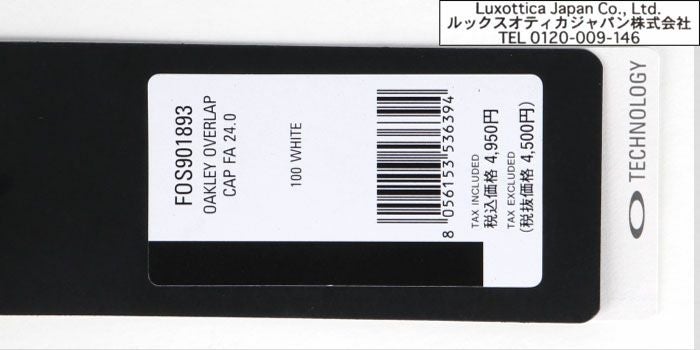 Luxottica Japan Co., Ltd.
ルックスオティカジャパン株式会社
TEL 0120-009-146
FOS901893
OAKLEY OVERLAP
CAP FA 24.0
100 WHITE
8 056153 536394
TAX INCLUDED
税込価格 4,950円
TAX EXCLUDED
(税抜価格 4,500円)
TECHNOLOGY